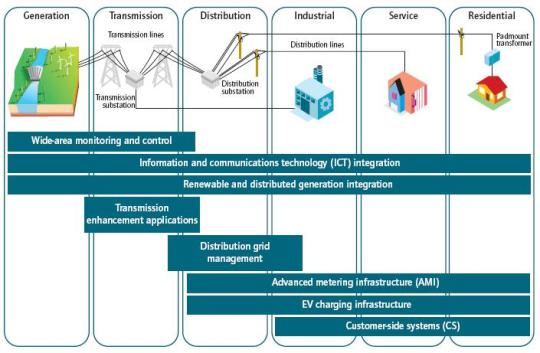 Generation
Transmission
Distribution
Industrial
Service
Residential
Transmission lines
Distribution lines
Padmount
transformer
Transmission
substation
Distribution
substation
Wide-area monitoring and control
Information and communications technology (ICT) integration
Renewable and distributed generation integration
Transmission
enhancement applications
Distribution grid
management
Advanced metering infrastructure (AMI)
EV charging infrastructure
Customer-side systems (CS)